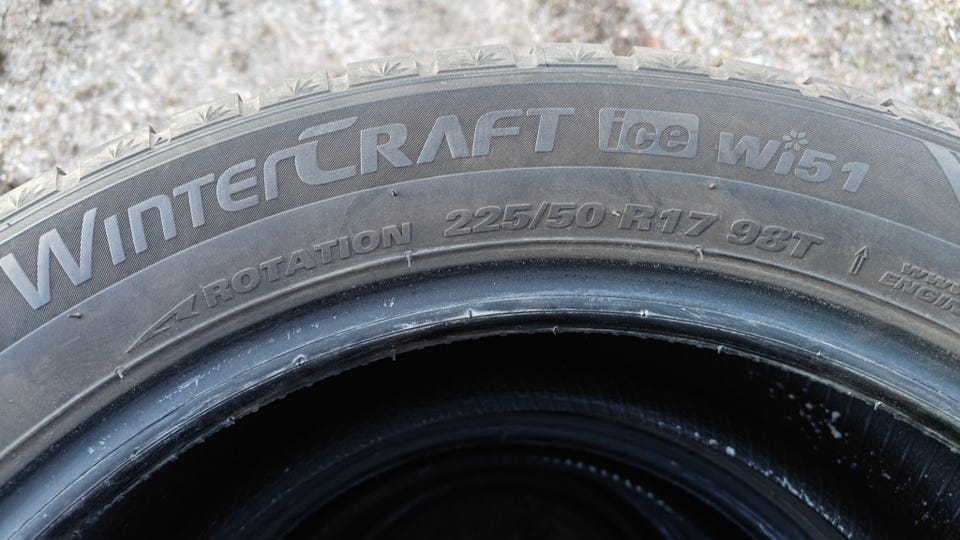 WINTERCRAFT ice Wi51
ROTATION 225/50 R17 98T